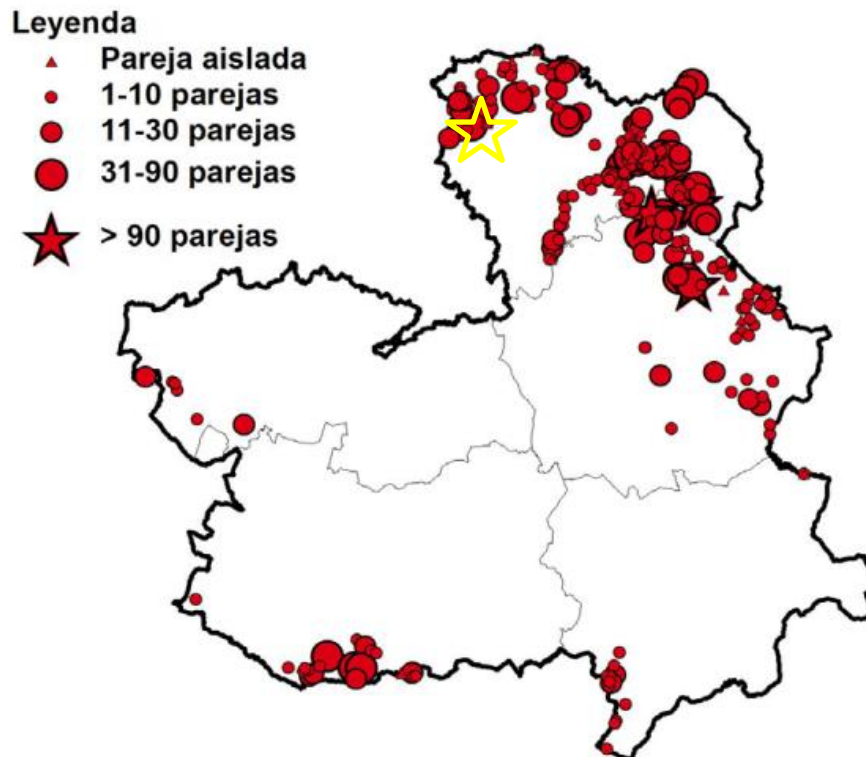 Leyenda
Pareja aislada
1-10 parejas
11-30 parejas
31-90 parejas
> 90 parejas